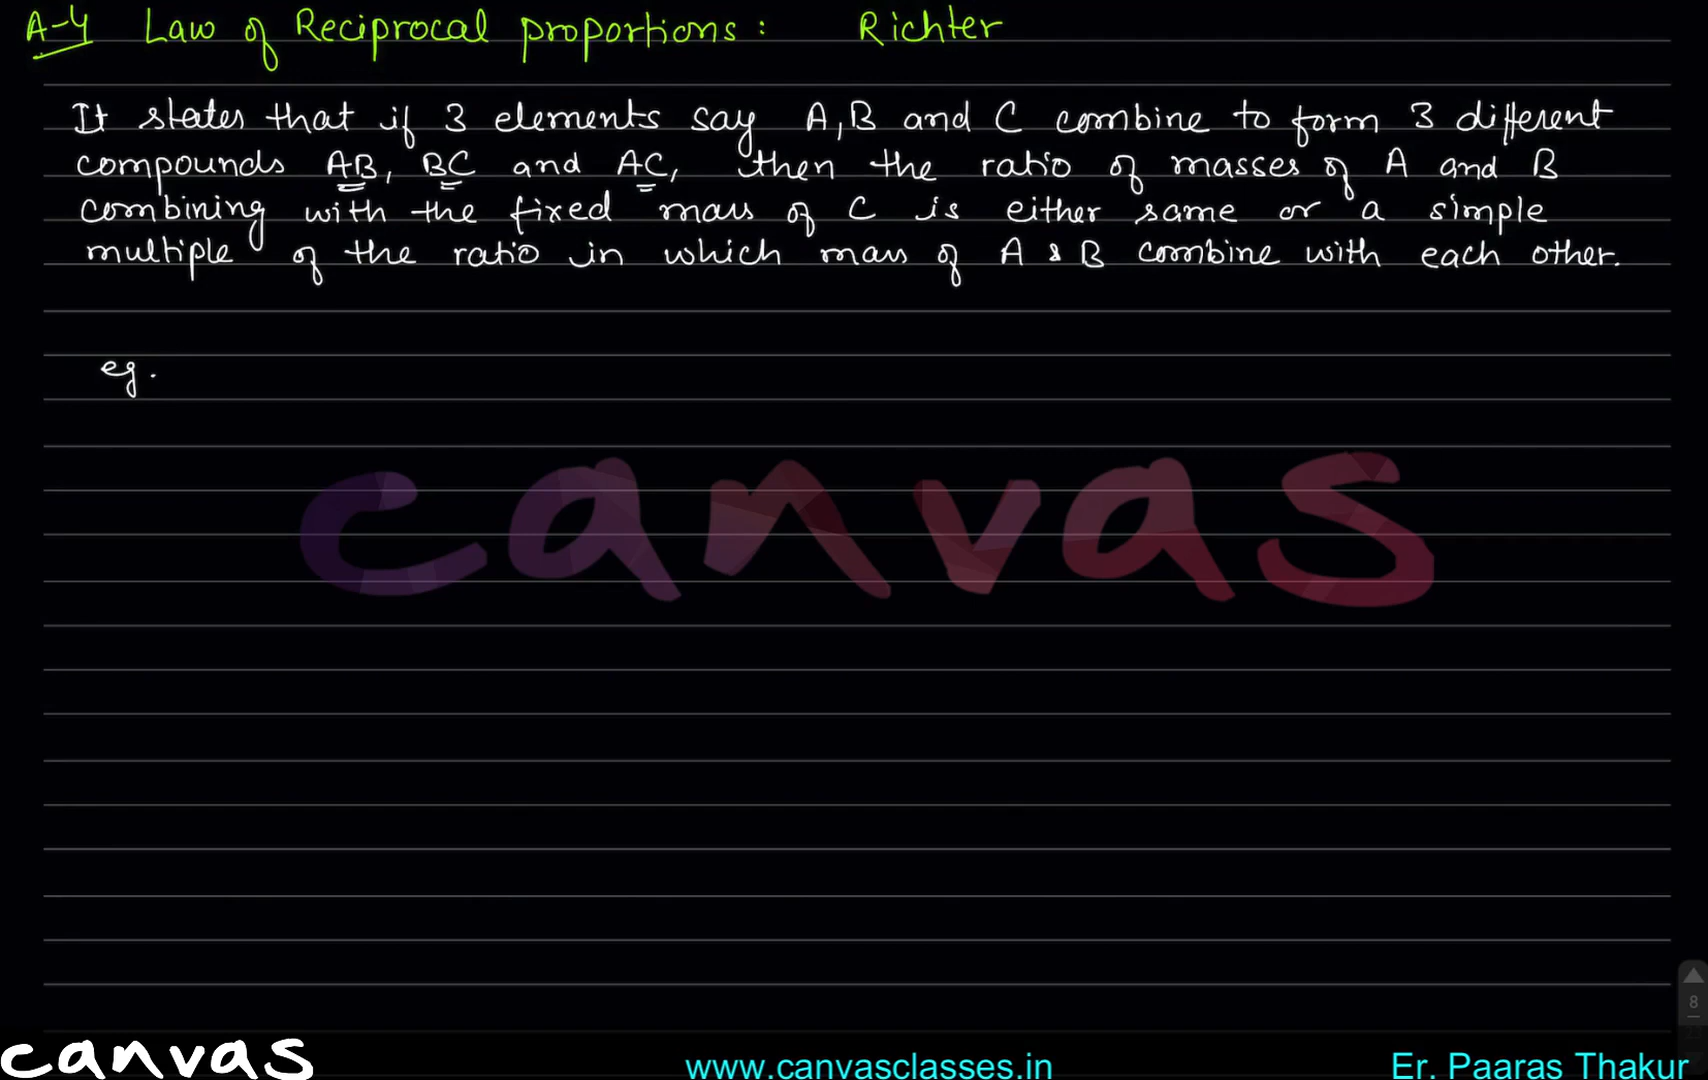 A-4 Law of Reciprocal proportions : Richter
It states that if 3 elements say A, B and C combine to form 3 different
compounds AB, BC and AC, then the ratio of masses of A and B
combining with the fixed mass of C is either same or a simple
multiple of the ratio in which mass of A & B combine with each other.
eg.
canvas
8
canvas www.canvasclasses.in Er. Paaras Thakur